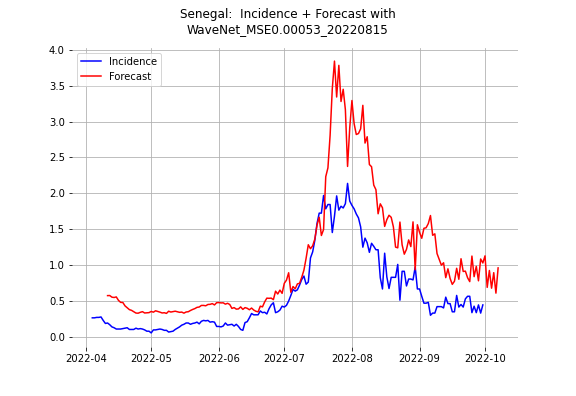 Senegal:  Incidence + Forecast with
WaveNet_MSE0.00053_20220815
Incidence
Forecast
4.0
3.5
3.0
2.5
2.0
1.5
1.0
0.5
0.0
2022-04 2022-05 2022-06 2022-07 2022-08 2022-09 2022-10